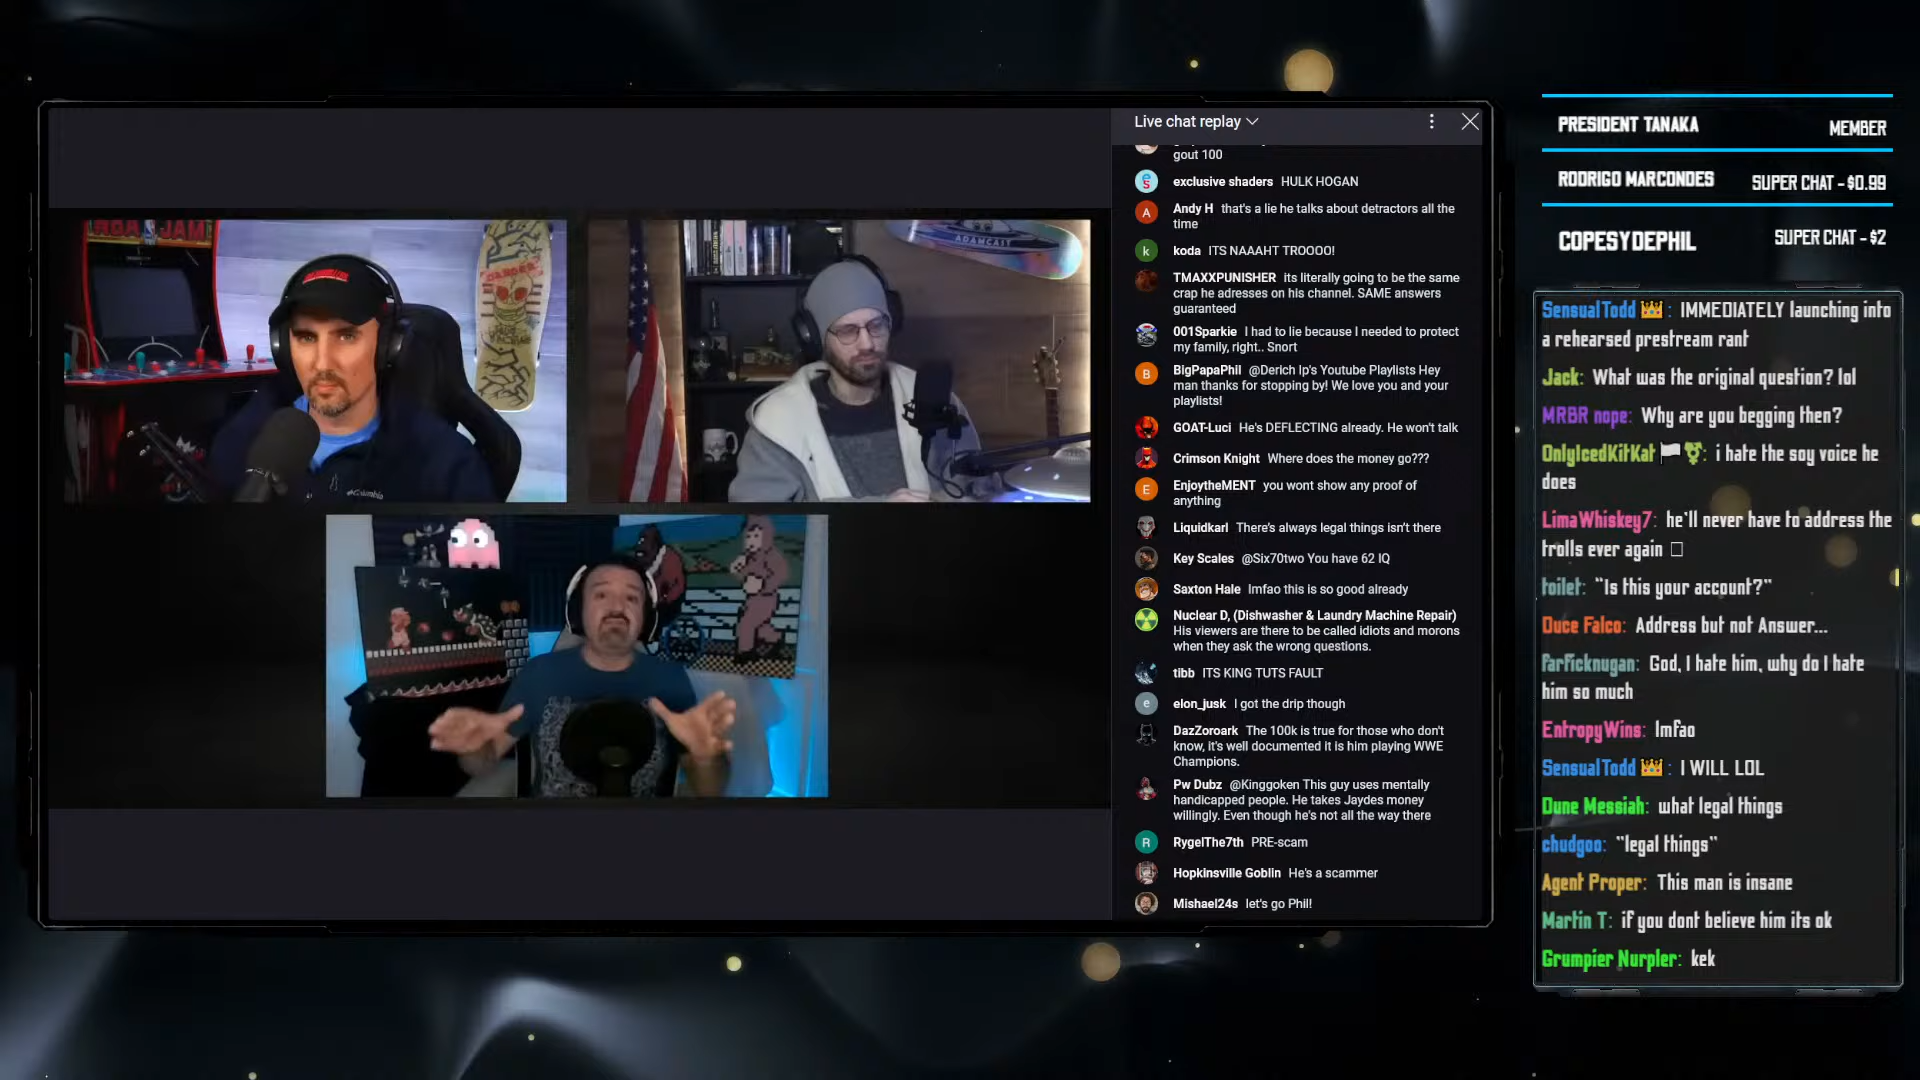 Live chat replay
gout 100
exclusive shaders HULK HOGAN
Andy H that's a lie he talks about detractors all the
time
koda ITS NAAAHT TROOOO!
TMAXXPUNISHER its literally going to be the same
crap he adresses on his channel. SAME answers
guaranteed
001Sparkie I had to lie because I needed to protect
my family, right.. Snort
BigPapaPhil @Derich Ip's Youtube Playlists Hey
man thanks for stopping by! We love you and your
playlists!
GOAT-Luci He's DEFLECTING already. He won't talk
Crimson Knight Where does the money go???
EnjoytheMENT you wont show any proof of
anything
Liquidkarl There's always legal things isn't there
Key Scales @Six70two You have 62 IQ
Saxton Hale lmfao this is so good already
Nuclear D, (Dishwasher & Laundry Machine Repair)
His viewers are there to be called idiots and morons
when they ask the wrong questions.
tibb ITS KING TUTS FAULT
elon_jusk I got the drip though
DazZoroark The 100k is true for those who don't
know, it's well documented it is him playing WWE
Champions.
Pw Dubz @Kinggoken This guy uses mentally
handicapped people. He takes Jaydes money
willingly. Even though he's not all the way there
RygelThe7th PRE-scam
Hopkinsville Goblin He's a scammer
Mishael24s let's go Phil!
ADAMCAST
Columbia
PRESIDENT TANAKA MEMBER
RODRIGO MARCONDES SUPER CHAT - $0.99
COPESYDEPHIL SUPER CHAT - $2
SensualTodd : IMMEDIATELY launching into
a rehearsed prestream rant
Jack: What was the original question? lol
MRBR nope: Why are you begging then?
OnlyIcedKitKat : i hate the soy voice he
does
LimaWhiskey7: he'll never have to address the
trolls ever again
toilet: "Is this your account?"
Duce Falco: Address but not Answer...
farficknugan: God, I hate him, why do I hate
him so much
EntropyWins: lmfao
SensualTodd : I WILL LOL
Dune Messiah: what legal things
chudgoo: "legal things"
Agent Proper: This man is insane
Martin T: if you dont believe him its ok
Grumpier Nurpler: kek